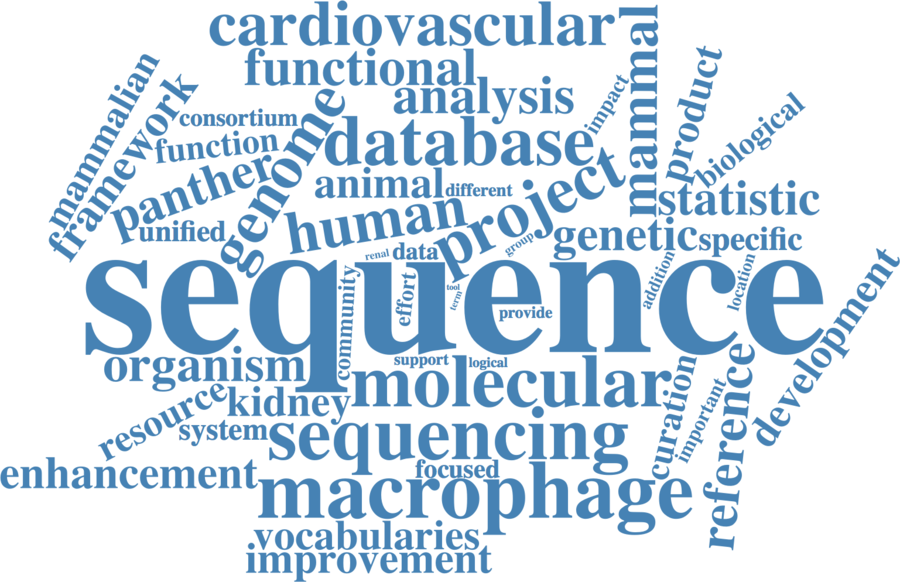 cardiovascular
functional
analysis
impact
mammal
product
mammalian
framework
consortium
function
genome
database
biological
panther
animal
different
project
statistic
unified
human
genetic
specific
renal
data
group
sequence
community
effort
tool
term
provide
addition
location
development
organism
support
logical
molecular
resource
kidney
system
sequencing
curation
important
reference
enhancement
focused
macrophage
vocabularies
improvement